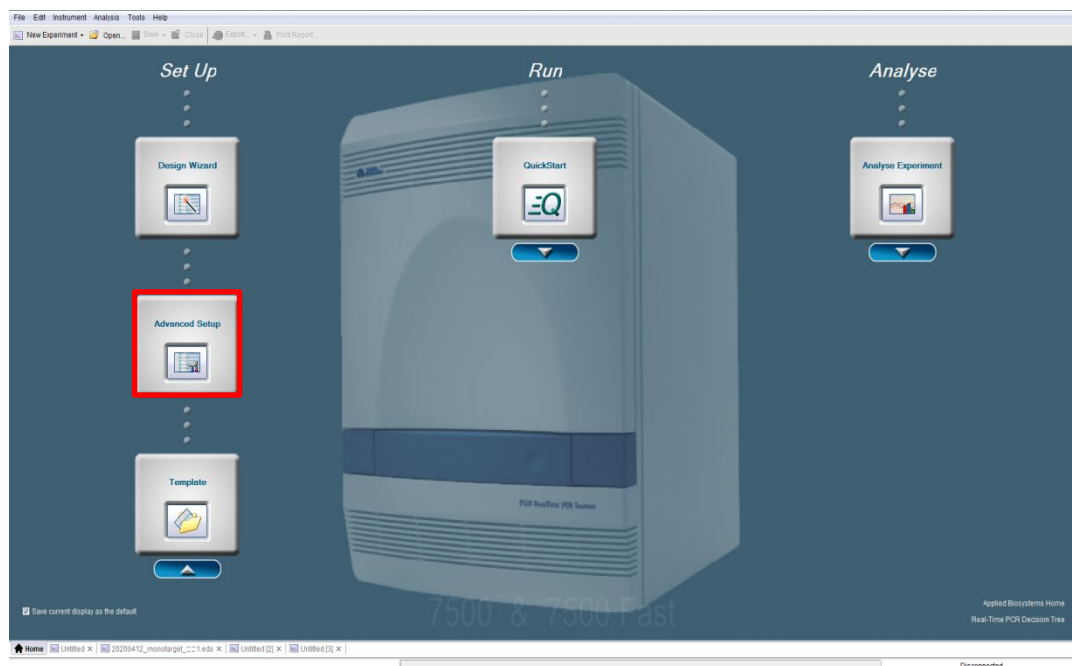 File Edit Instrument Analysis Tools Help
New Experiment Open... Save Close Export... Print Report...
Set Up
Run
Analyse
Design Wizard
QuickStart
Analyse Experiment
Advanced Setup
Template
7500 & 7500 Fast
Save current display as the default
Applied Biosystems Home
Real-Time PCR Decision Tree
Home Untitled × 20200412_monotarget_ .eds × Untitled [2] × Untitled [3] ×
Disconnected